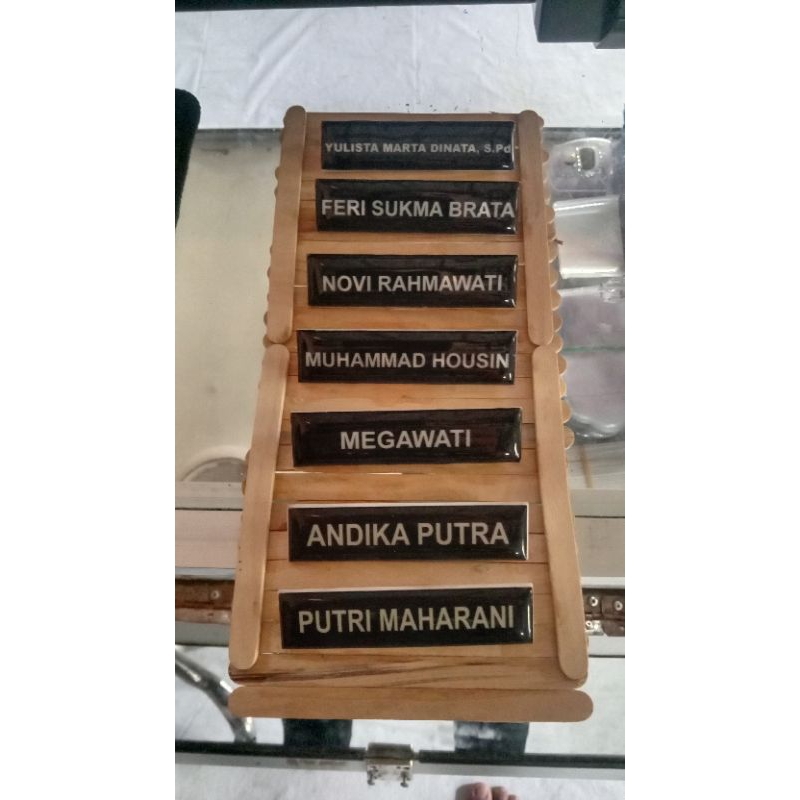 YULISTA MARTA DINATA, S.Pd
FERI SUKMA BRATA
NOVI RAHMAWATI
MUHAMMAD HOUSIN
MEGAWATI
ANDIKA PUTRA
PUTRI MAHARANI